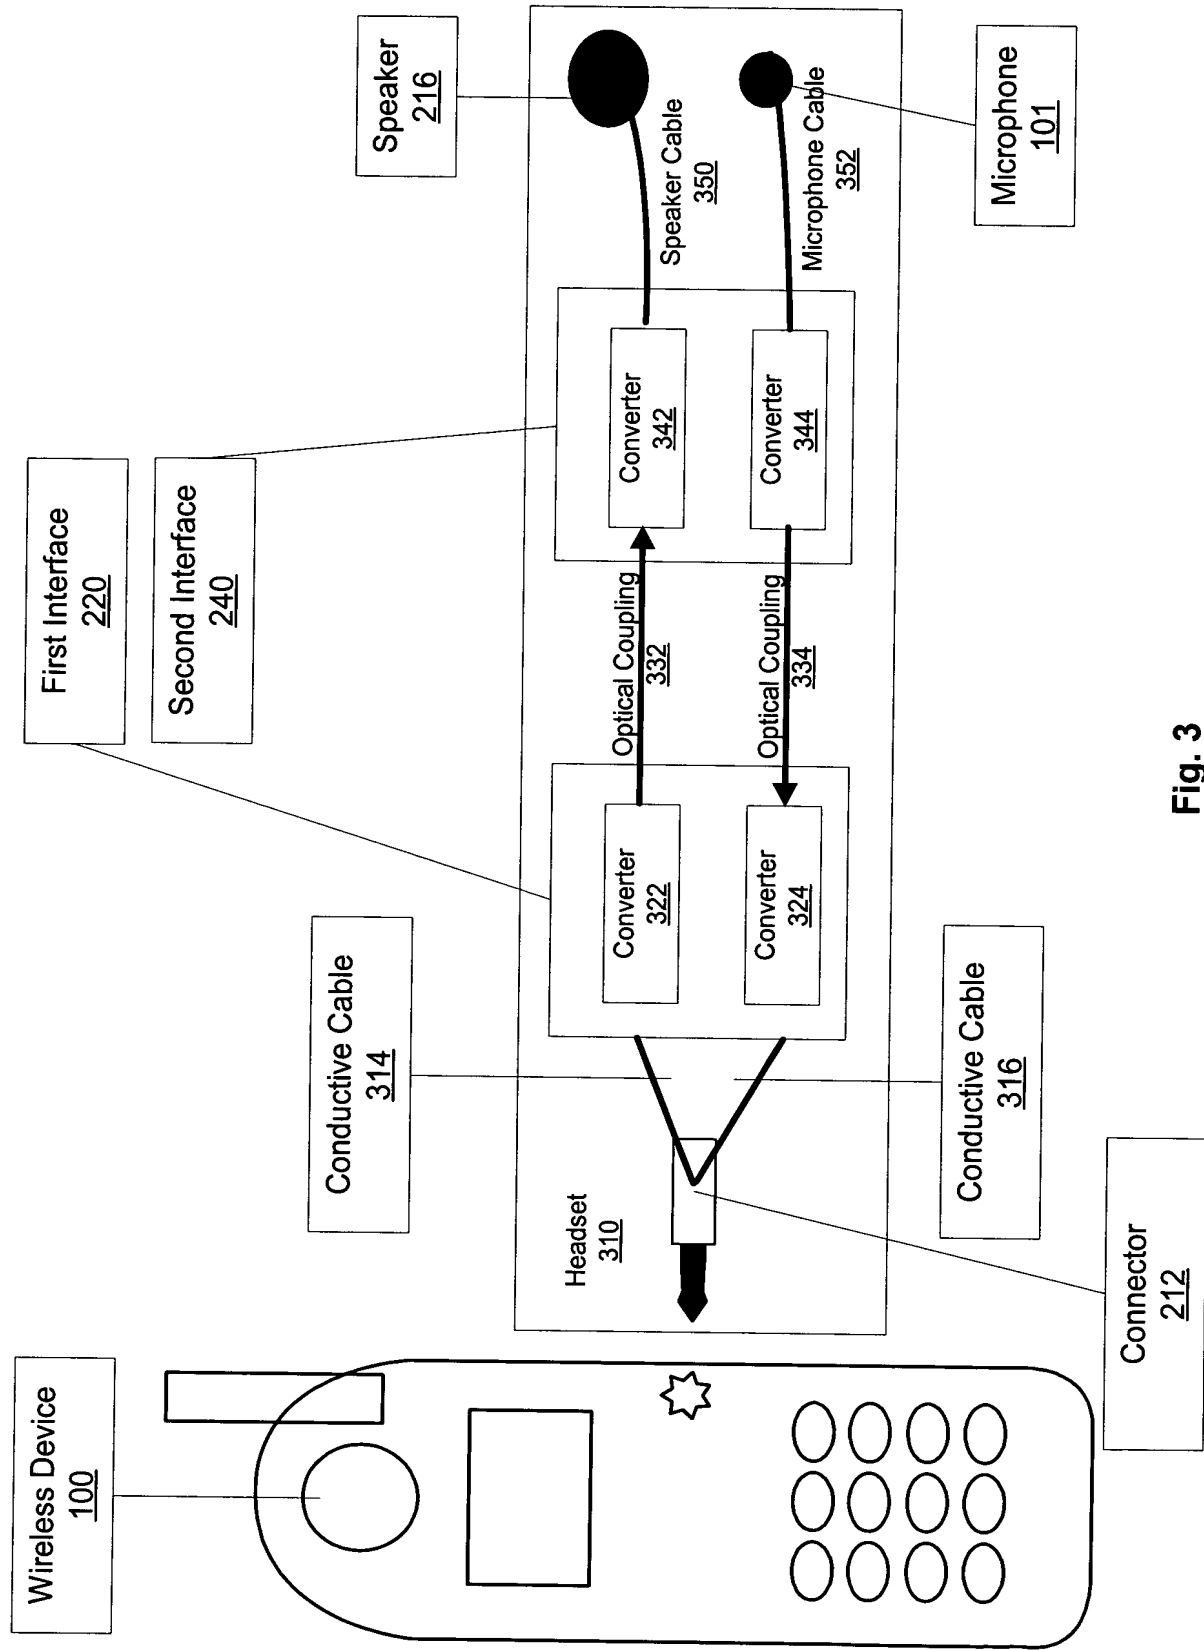 Wireless Device
100
First Interface
220
Second Interface
240
Conductive Cable
314
Speaker
216
Headset
310
Converter
322
Optical Coupling
332
Converter
342
Speaker Cable
350
Converter
324
Optical Coupling
334
Converter
344
Microphone Cable
352
Conductive Cable
316
Microphone
101
Connector
212
Fig. 3